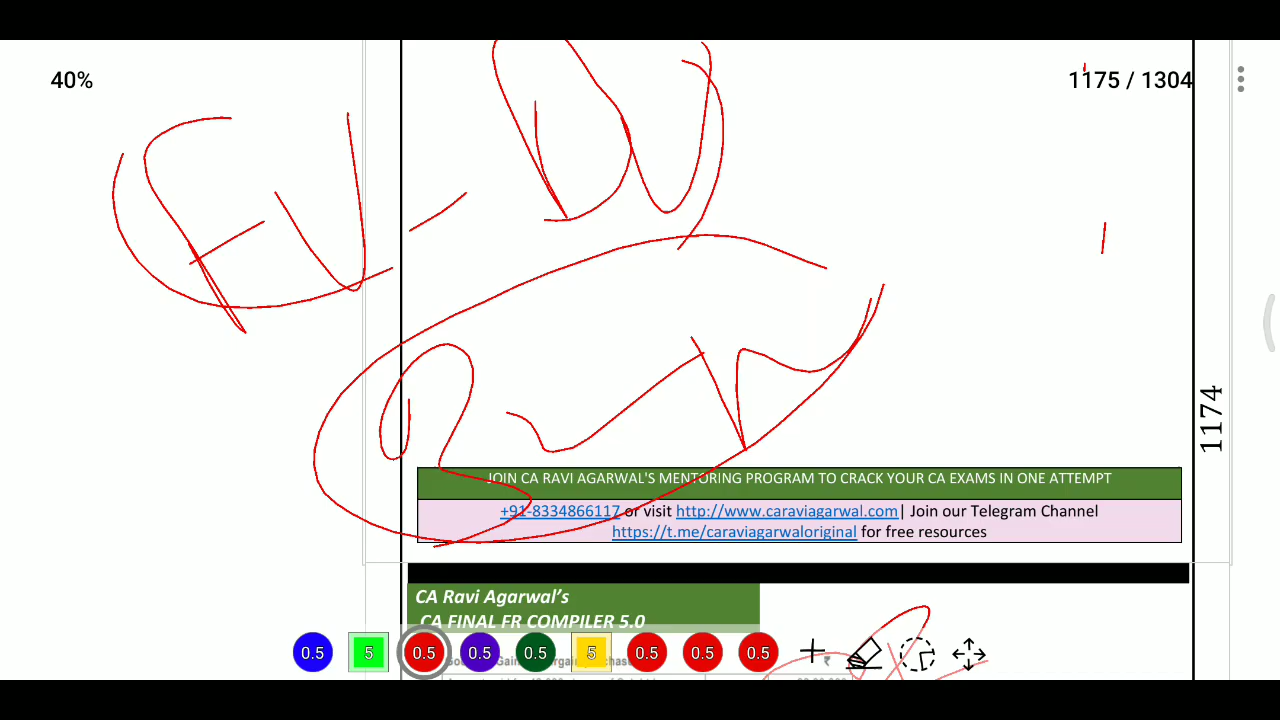 40%
1175 / 1304
FV - DV
1174
JOIN CA RAVI AGARWAL'S MENTORING PROGRAM TO CRACK YOUR CA EXAMS IN ONE ATTEMPT
+91-8334866117 or visit http://www.caraviagarwal.com| Join our Telegram Channel
https://t.me/caraviagarwaloriginal for free resources
CA Ravi Agarwal's
CA FINAL FR COMPILER 5.0
0.5 5 0.5 0.5 0.5 5 0.5 0.5 0.5
₹